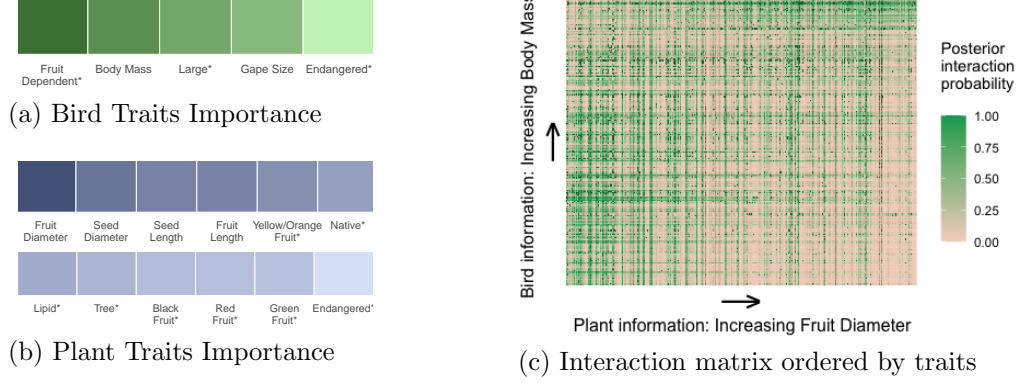 Fruit
Dependent*
Body Mass
Large*
Gape Size
Endangered*
(a) Bird Traits Importance
Fruit
Diameter
Seed
Diameter
Seed
Length
Fruit
Length
Yellow/Orange
Fruit*
Native*
Lipid*
Tree*
Black
Fruit*
Red
Fruit*
Green
Fruit*
Endangered*
(b) Plant Traits Importance
Bird information: Increasing Body Mass
Plant information: Increasing Fruit Diameter
Posterior
interaction
probability
1.00
0.75
0.50
0.25
0.00
(c) Interaction matrix ordered by traits